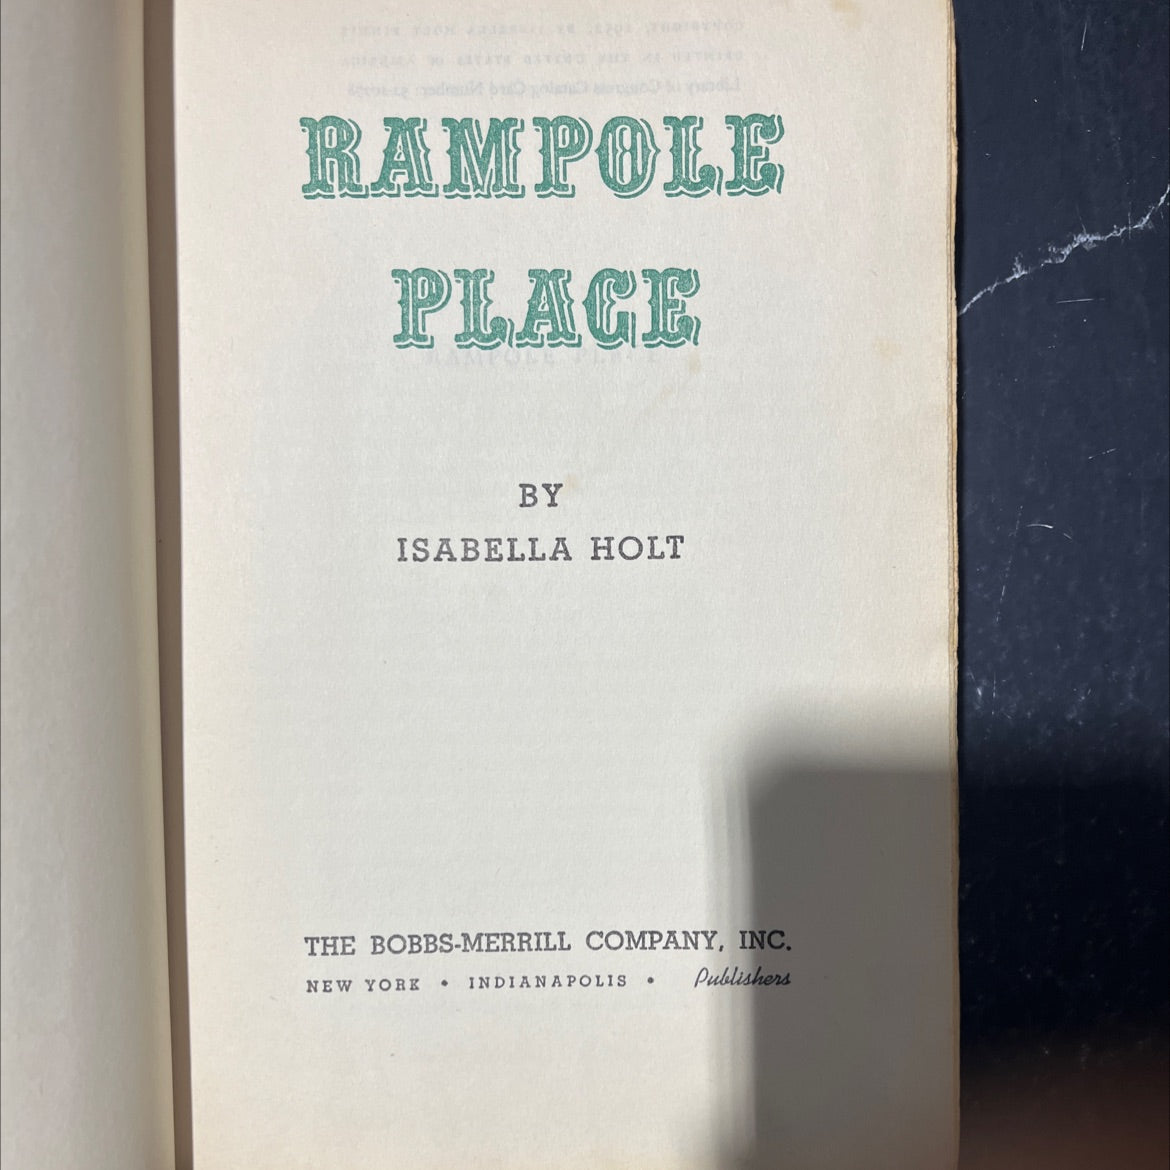 RAMPOLE
PLACE
BY
ISABELLA HOLT
THE BOBBS-MERRILL COMPANY, INC.
NEW YORK • INDIANAPOLIS • Publishers